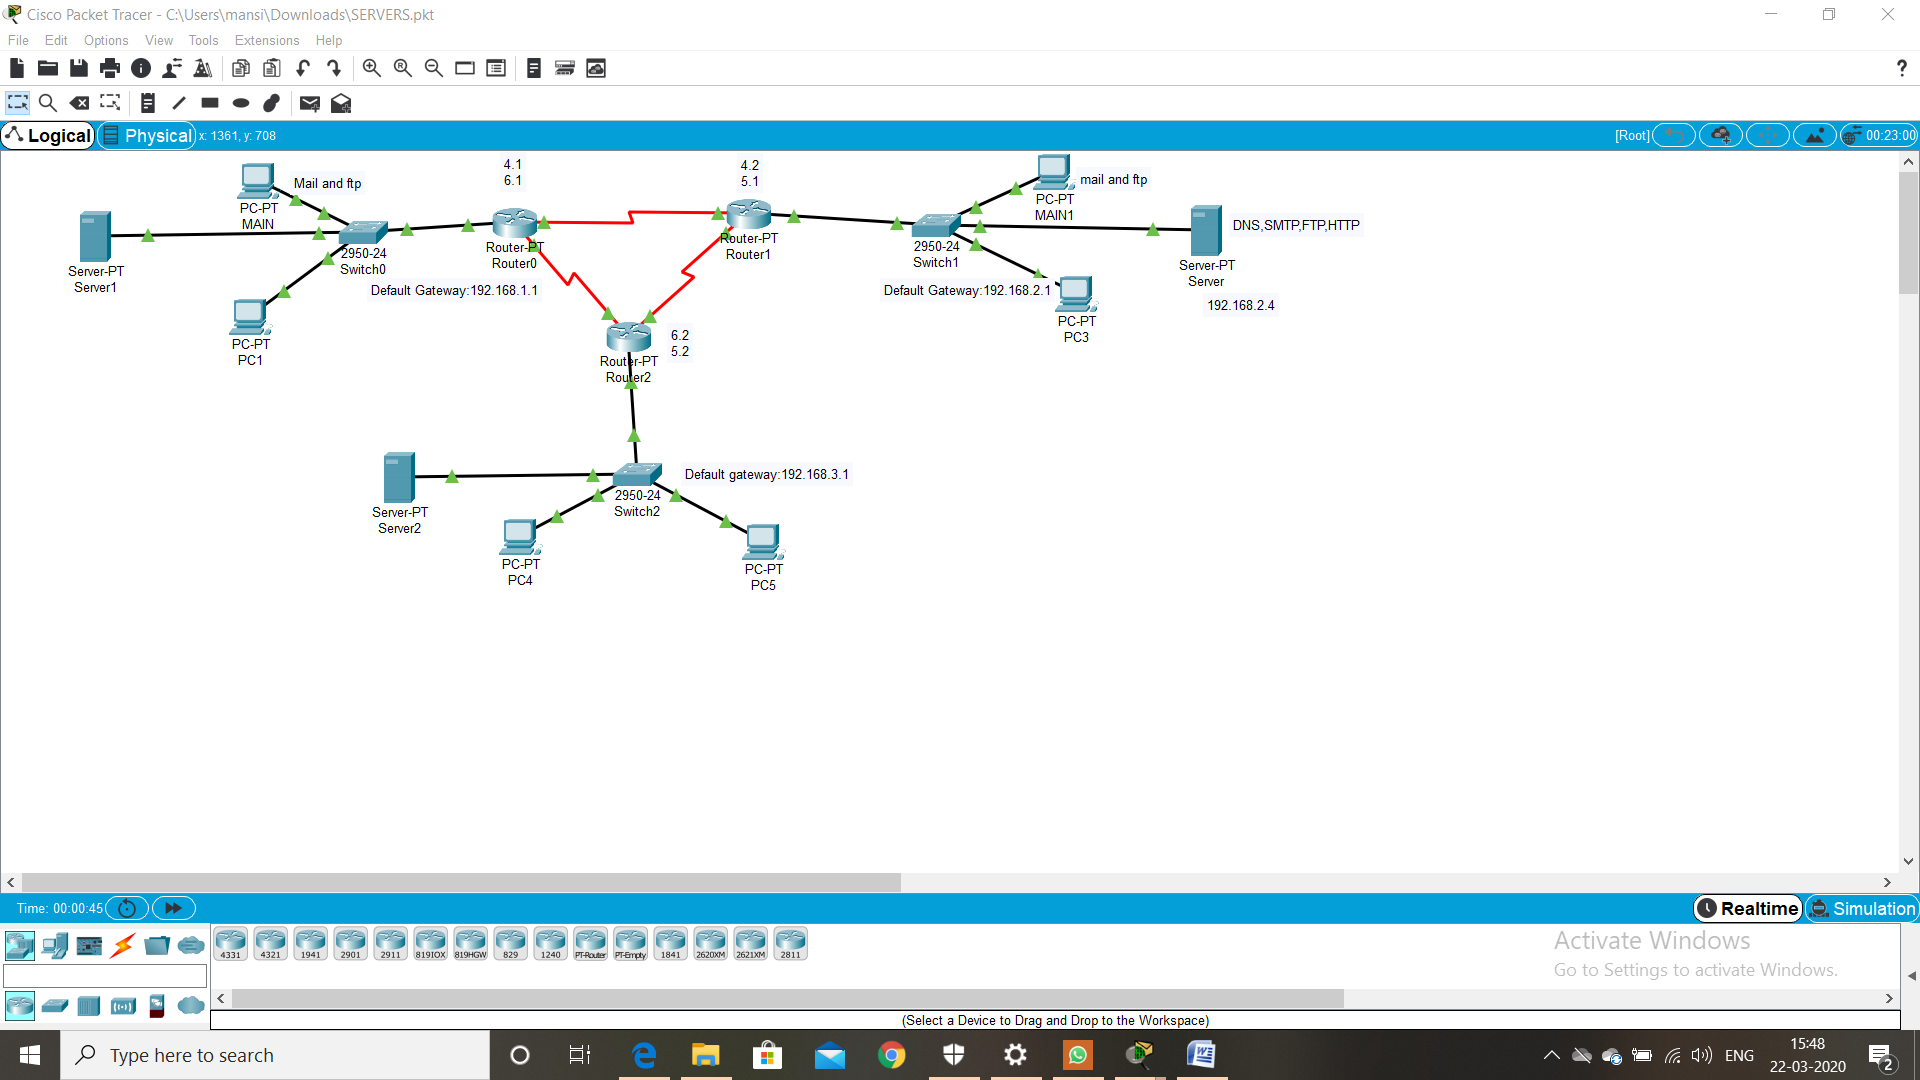 Cisco Packet Tracer - C:\Users\mansi\Downloads\SERVERS.pkt
File Edit Options View Tools Extensions Help
?
Logical Physical x: 1361, y: 708 [Root] 00:23:00
4.1
6.1
4.2
5.1
Mail and ftp
PC-PT
MAIN
Server-PT
Server1
2950-24
Switch0
Router-PT
Router0
Router-PT
Router1
Default Gateway:192.168.1.1
PC-PT
PC1
mail and ftp
PC-PT
MAIN1
2950-24
Switch1
DNS,SMTP,FTP,HTTP
Server-PT
Server
192.168.2.4
Default Gateway:192.168.2.1
PC-PT
PC3
6.2
5.2
Router-PT
Router2
Server-PT
Server2
2950-24
Switch2
Default gateway:192.168.3.1
PC-PT
PC4
PC-PT
PC5
Time: 00:00:45 Realtime Simulation
4331 4321 1941 2901 2911 819IOX 819HGW 829 1240 PT-Router PT-Empty 1841 2620XM 2621XM 2811
Activate Windows
Go to Settings to activate Windows.
(Select a Device to Drag and Drop to the Workspace)
Type here to search
ENG
15:48
22-03-2020
2